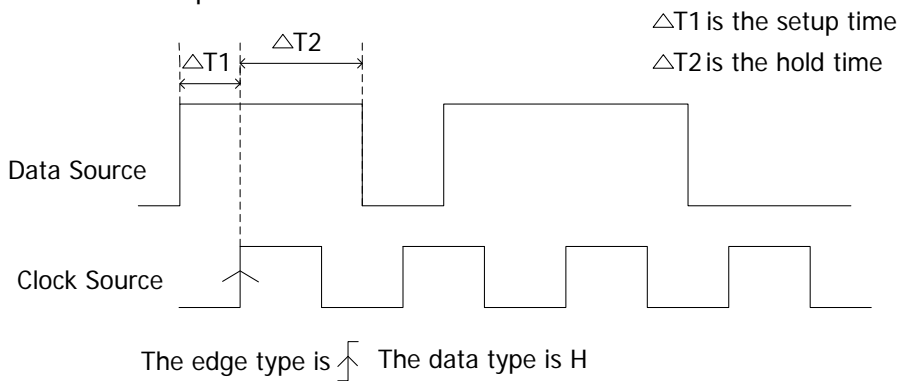 △T1 is the setup time
△T2 is the hold time
△T1
△T2
Data Source
Clock Source
The edge type is The data type is H